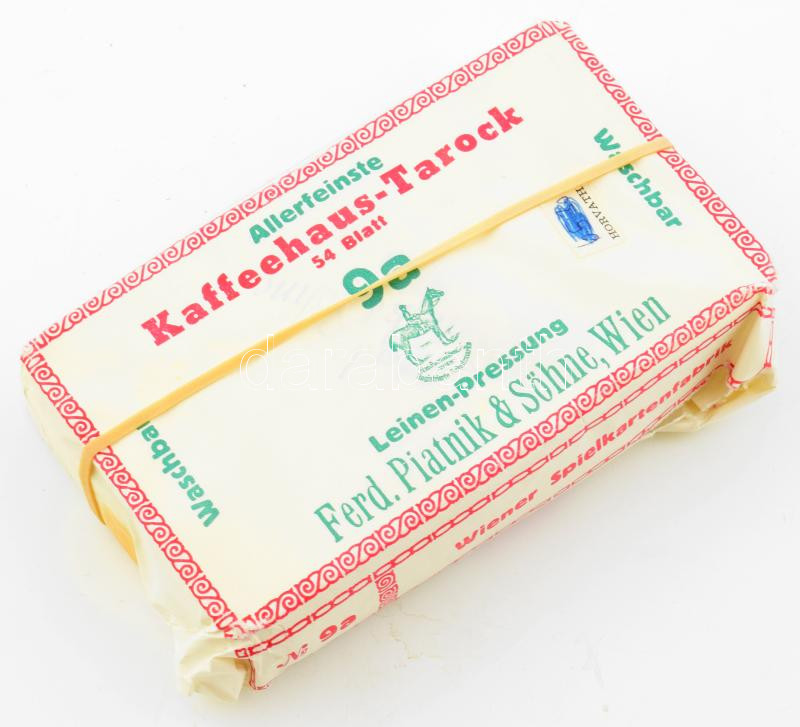 Allerfeinste
Kaffeehaus-Tarock
54 Blatt
9a
Leinen-Pressung
Ferd. Piatnik & Söhne, Wien
Waschbar
Waschbar
HORVATH
Wiener Spielkartenfabrik
№ 9a
darabanth